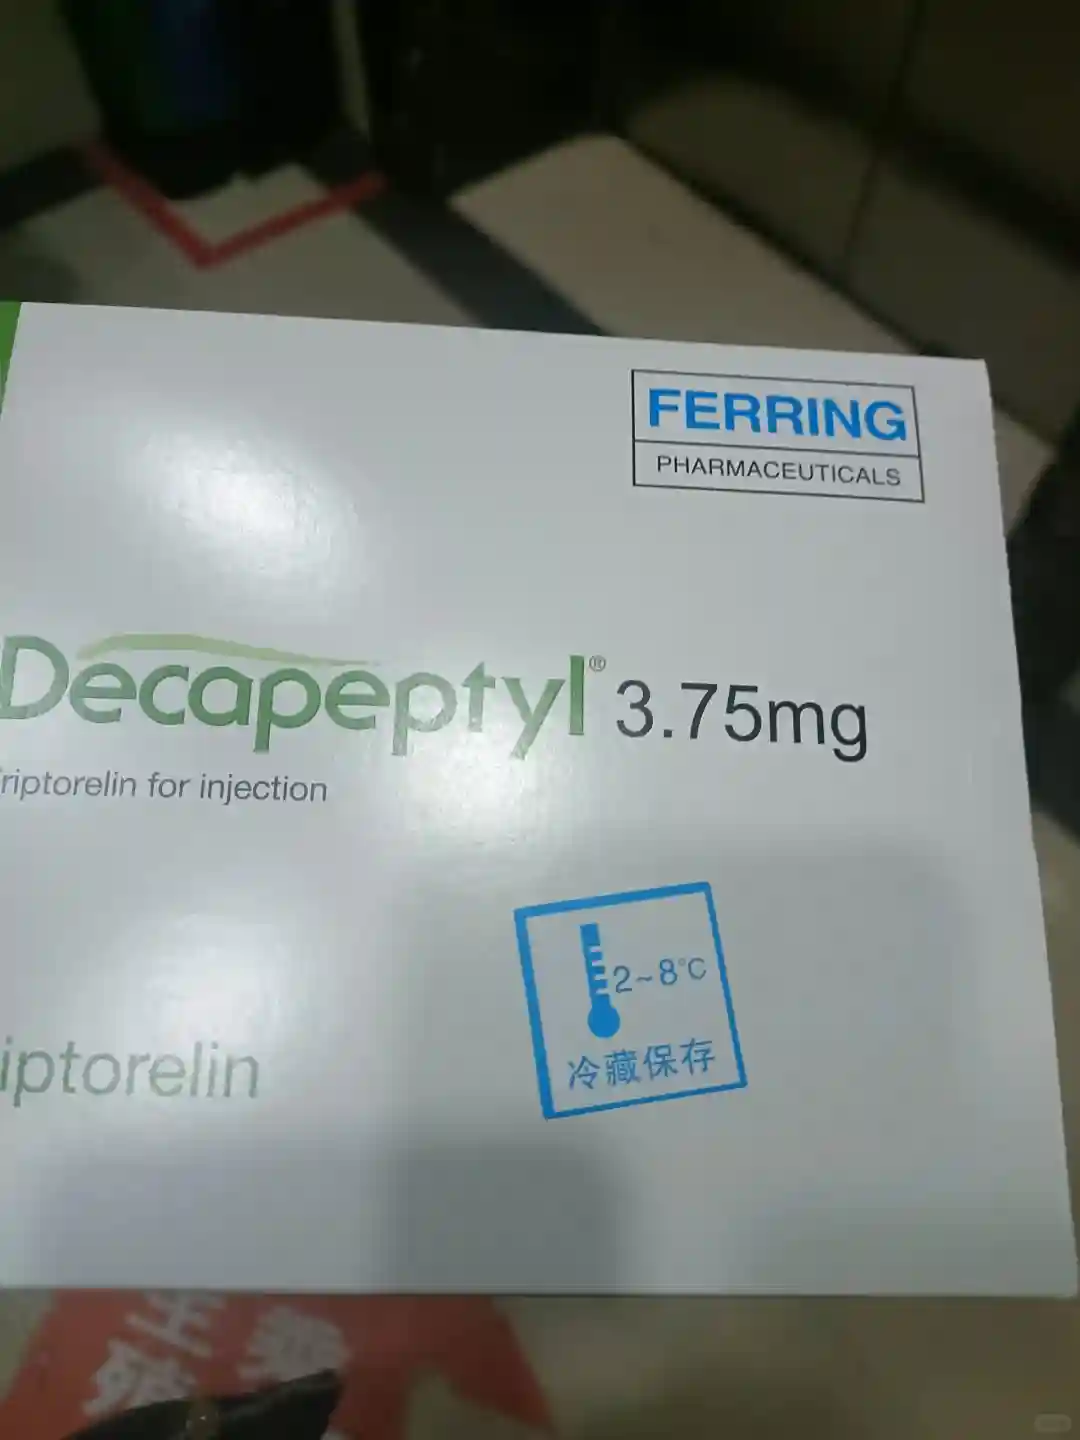 FERRING
PHARMACEUTICALS
Decapeptyl® 3.75mg
riptorelin for injection
iptorelin
2~8°C
冷藏保存